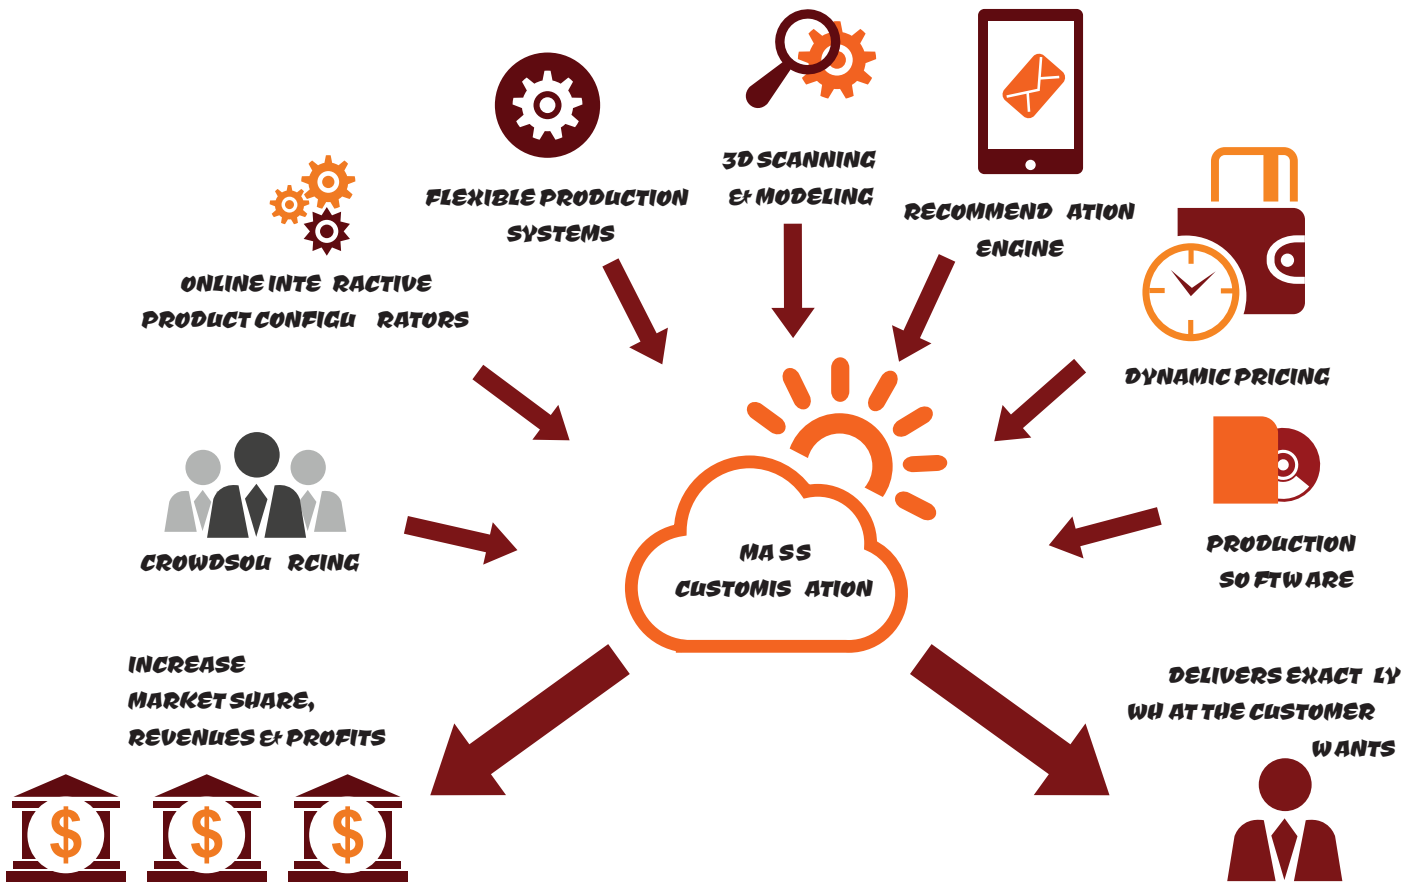 3D SCANNING
& MODELING
FLEXIBLE PRODUCTION
SYSTEMS
RECOMMEND ATION
ENGINE
ONLINE INTE RACTIVE
PRODUCT CONFIGU RATORS
DYNAMIC PRICING
CROWDSOU RCING
MA SS
CUSTOMIS ATION
PRODUCTION
SO FTW ARE
INCREASE
MARKET SHARE,
REVENUES & PROFITS
DELIVERS EXACT LY
WH AT THE CUSTOMER
W ANTS
$ $ $